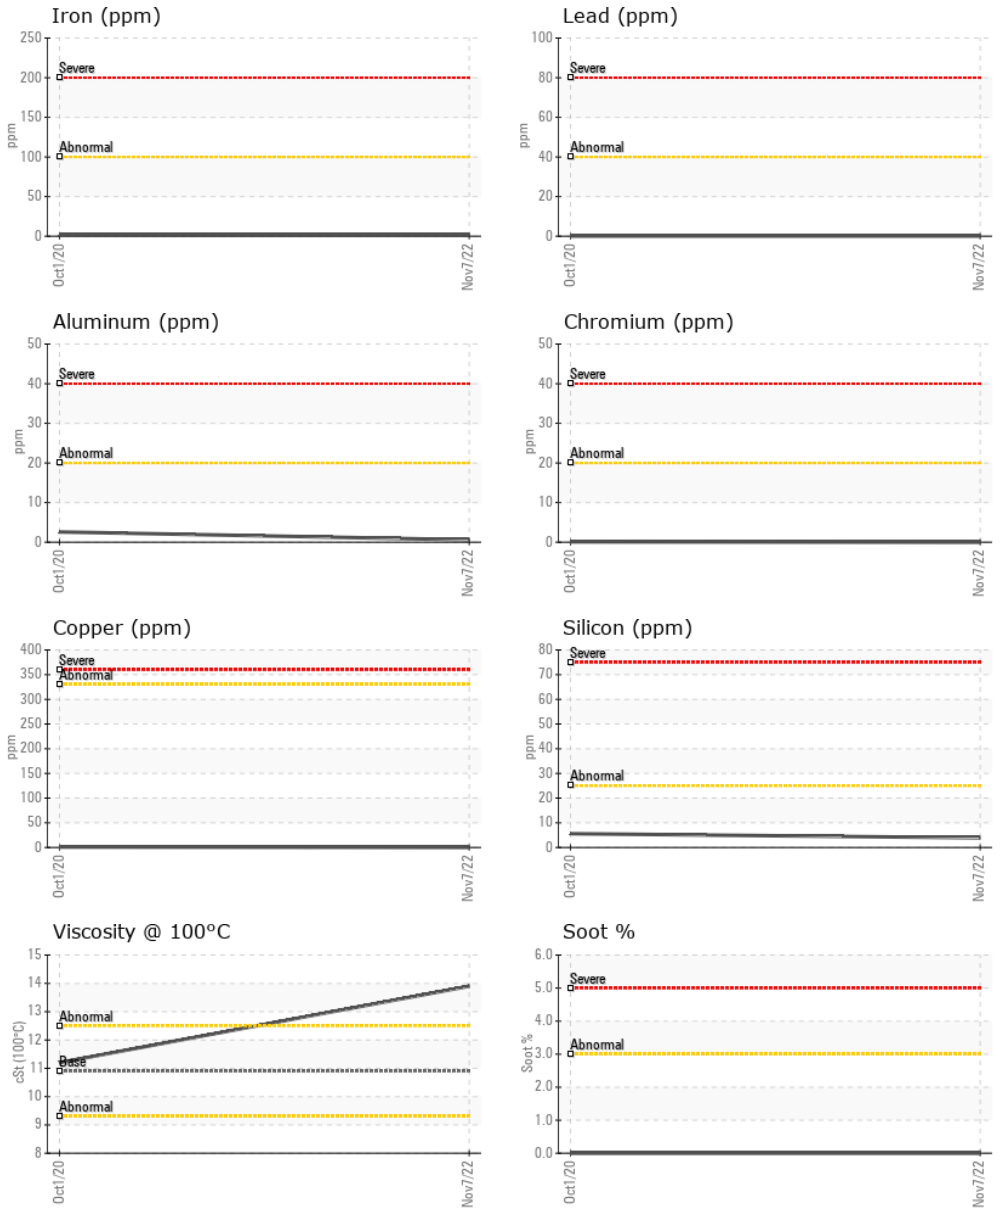 Iron (ppm)
250
200
150
100
50
0
ppm
Severe
Abnormal
Oct1/20
Nov7/22
Lead (ppm)
100
80
60
40
20
0
ppm
Severe
Abnormal
Oct1/20
Nov7/22
Aluminum (ppm)
50
40
30
20
10
0
ppm
Severe
Abnormal
Oct1/20
Nov7/22
Chromium (ppm)
50
40
30
20
10
0
ppm
Severe
Abnormal
Oct1/20
Nov7/22
Copper (ppm)
400
350
300
250
200
150
100
50
0
ppm
Severe
Abnormal
Oct1/20
Nov7/22
Silicon (ppm)
80
70
60
50
40
30
20
10
0
ppm
Severe
Abnormal
Oct1/20
Nov7/22
Viscosity @ 100°C
15
14
13
12
11
10
9
8
cSt (100°C)
Abnormal
Base
Abnormal
Oct1/20
Nov7/22
Soot %
6.0
5.0
4.0
3.0
2.0
1.0
0.0
Soot %
Severe
Abnormal
Oct1/20
Nov7/22